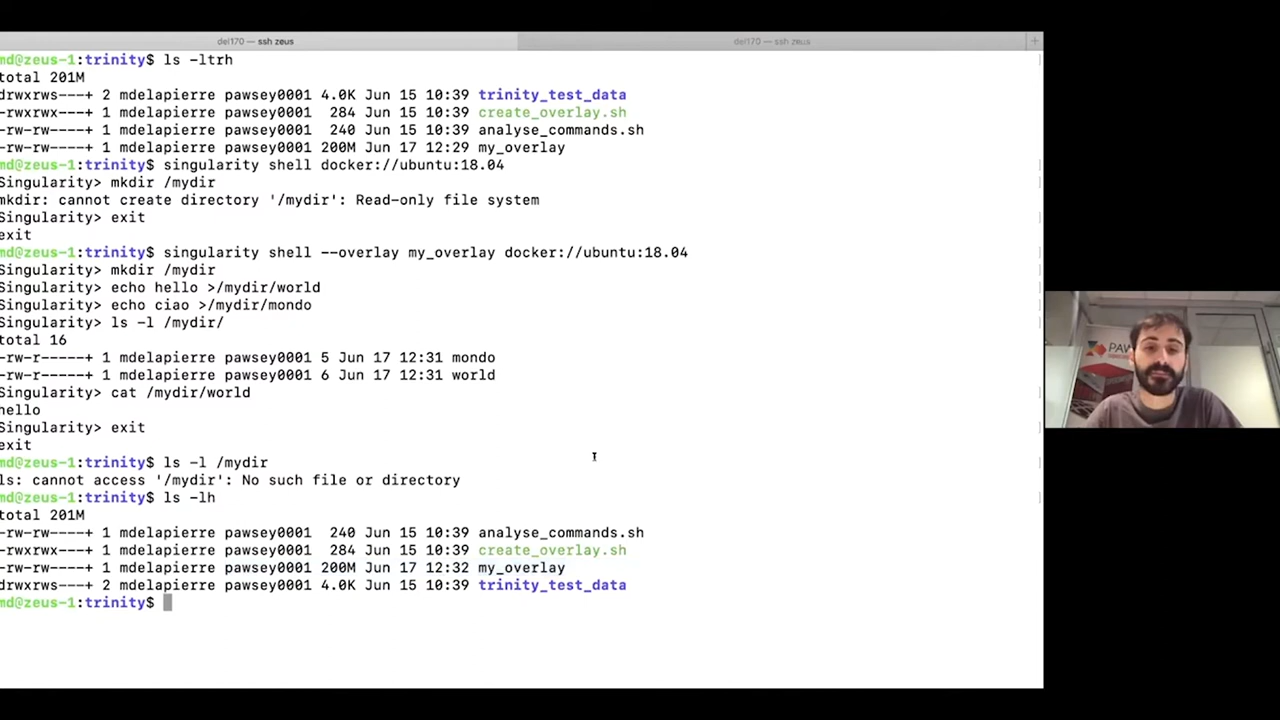 del170 — ssh zeus
del170 — ssh zeus
md@zeus-1:trinity$ ls -ltrh
total 201M
drwxrws---+ 2 mdelapierre pawsey0001 4.0K Jun 15 10:39 trinity_test_data
-rwxrwx---+ 1 mdelapierre pawsey0001  284 Jun 15 10:39 create_overlay.sh
-rw-rw----+ 1 mdelapierre pawsey0001  240 Jun 15 10:39 analyse_commands.sh
-rw-rw----+ 1 mdelapierre pawsey0001 200M Jun 17 12:29 my_overlay
md@zeus-1:trinity$ singularity shell docker://ubuntu:18.04
Singularity> mkdir /mydir
mkdir: cannot create directory '/mydir': Read-only file system
Singularity> exit
exit
md@zeus-1:trinity$ singularity shell --overlay my_overlay docker://ubuntu:18.04
Singularity> mkdir /mydir
Singularity> echo hello >/mydir/world
Singularity> echo ciao >/mydir/mondo
Singularity> ls -l /mydir/
total 16
-rw-r-----+ 1 mdelapierre pawsey0001 5 Jun 17 12:31 mondo
-rw-r-----+ 1 mdelapierre pawsey0001 6 Jun 17 12:31 world
Singularity> cat /mydir/world
hello
Singularity> exit
exit
md@zeus-1:trinity$ ls -l /mydir
ls: cannot access '/mydir': No such file or directory
md@zeus-1:trinity$ ls -lh
total 201M
-rw-rw----+ 1 mdelapierre pawsey0001  240 Jun 15 10:39 analyse_commands.sh
-rwxrwx---+ 1 mdelapierre pawsey0001  284 Jun 15 10:39 create_overlay.sh
-rw-rw----+ 1 mdelapierre pawsey0001 200M Jun 17 12:32 my_overlay
drwxrws---+ 2 mdelapierre pawsey0001 4.0K Jun 15 10:39 trinity_test_data
md@zeus-1:trinity$
PAW